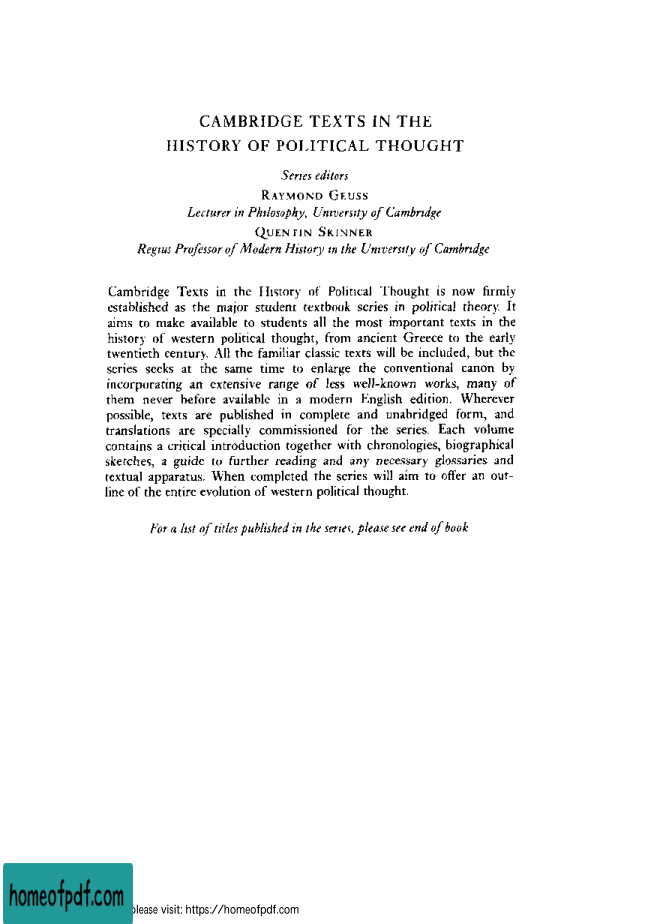 CAMBRIDGE TEXTS IN THE
HISTORY OF POLITICAL THOUGHT
Series editors
RAYMOND GEUSS
Lecturer in Philosophy, University of Cambridge
QUENTIN SKINNER
Regius Professor of Modern History in the University of Cambridge
Cambridge Texts in the History of Political Thought is now firmly
established as the major student textbook series in political theory. It
aims to make available to students all the most important texts in the
history of western political thought, from ancient Greece to the early
twentieth century. All the familiar classic texts will be included, but the
series seeks at the same time to enlarge the conventional canon by
incorporating an extensive range of less well-known works, many of
them never before available in a modern English edition. Wherever
possible, texts are published in complete and unabridged form, and
translations are specially commissioned for the series. Each volume
contains a critical introduction together with chronologies, biographical
sketches, a guide to further reading and any necessary glossaries and
textual apparatus. When completed the series will aim to offer an out-
line of the entire evolution of western political thought.
For a list of titles published in the series, please see end of book
homeofpdf.com
please visit: https://homeofpdf.com